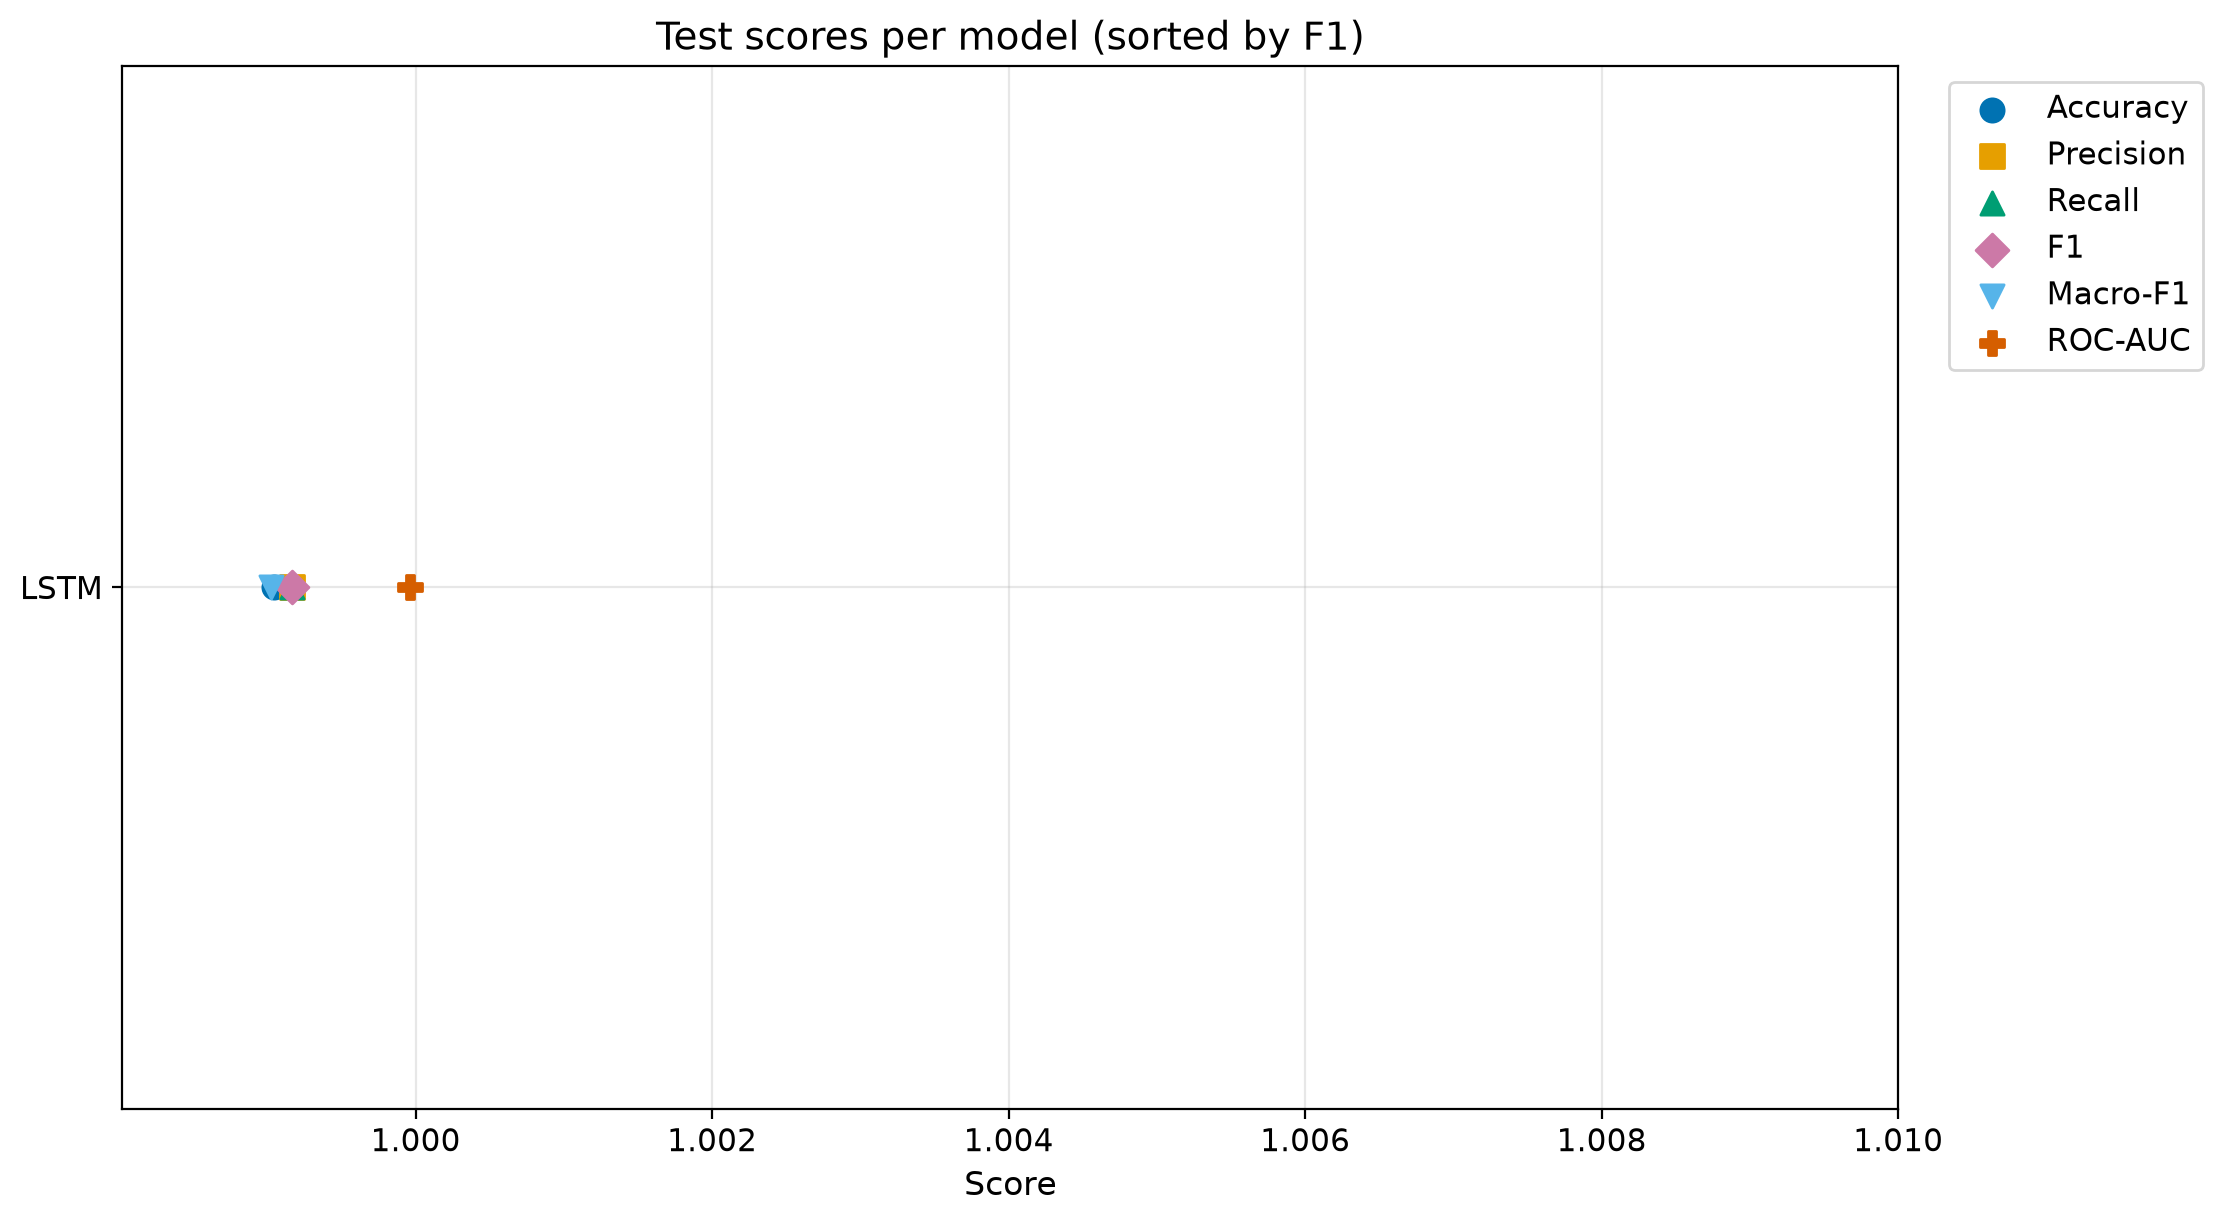 Test scores per model (sorted by F1)
Accuracy
Precision
Recall
F1
Macro-F1
ROC-AUC
LSTM
1.000 1.002 1.004 1.006 1.008 1.010
Score